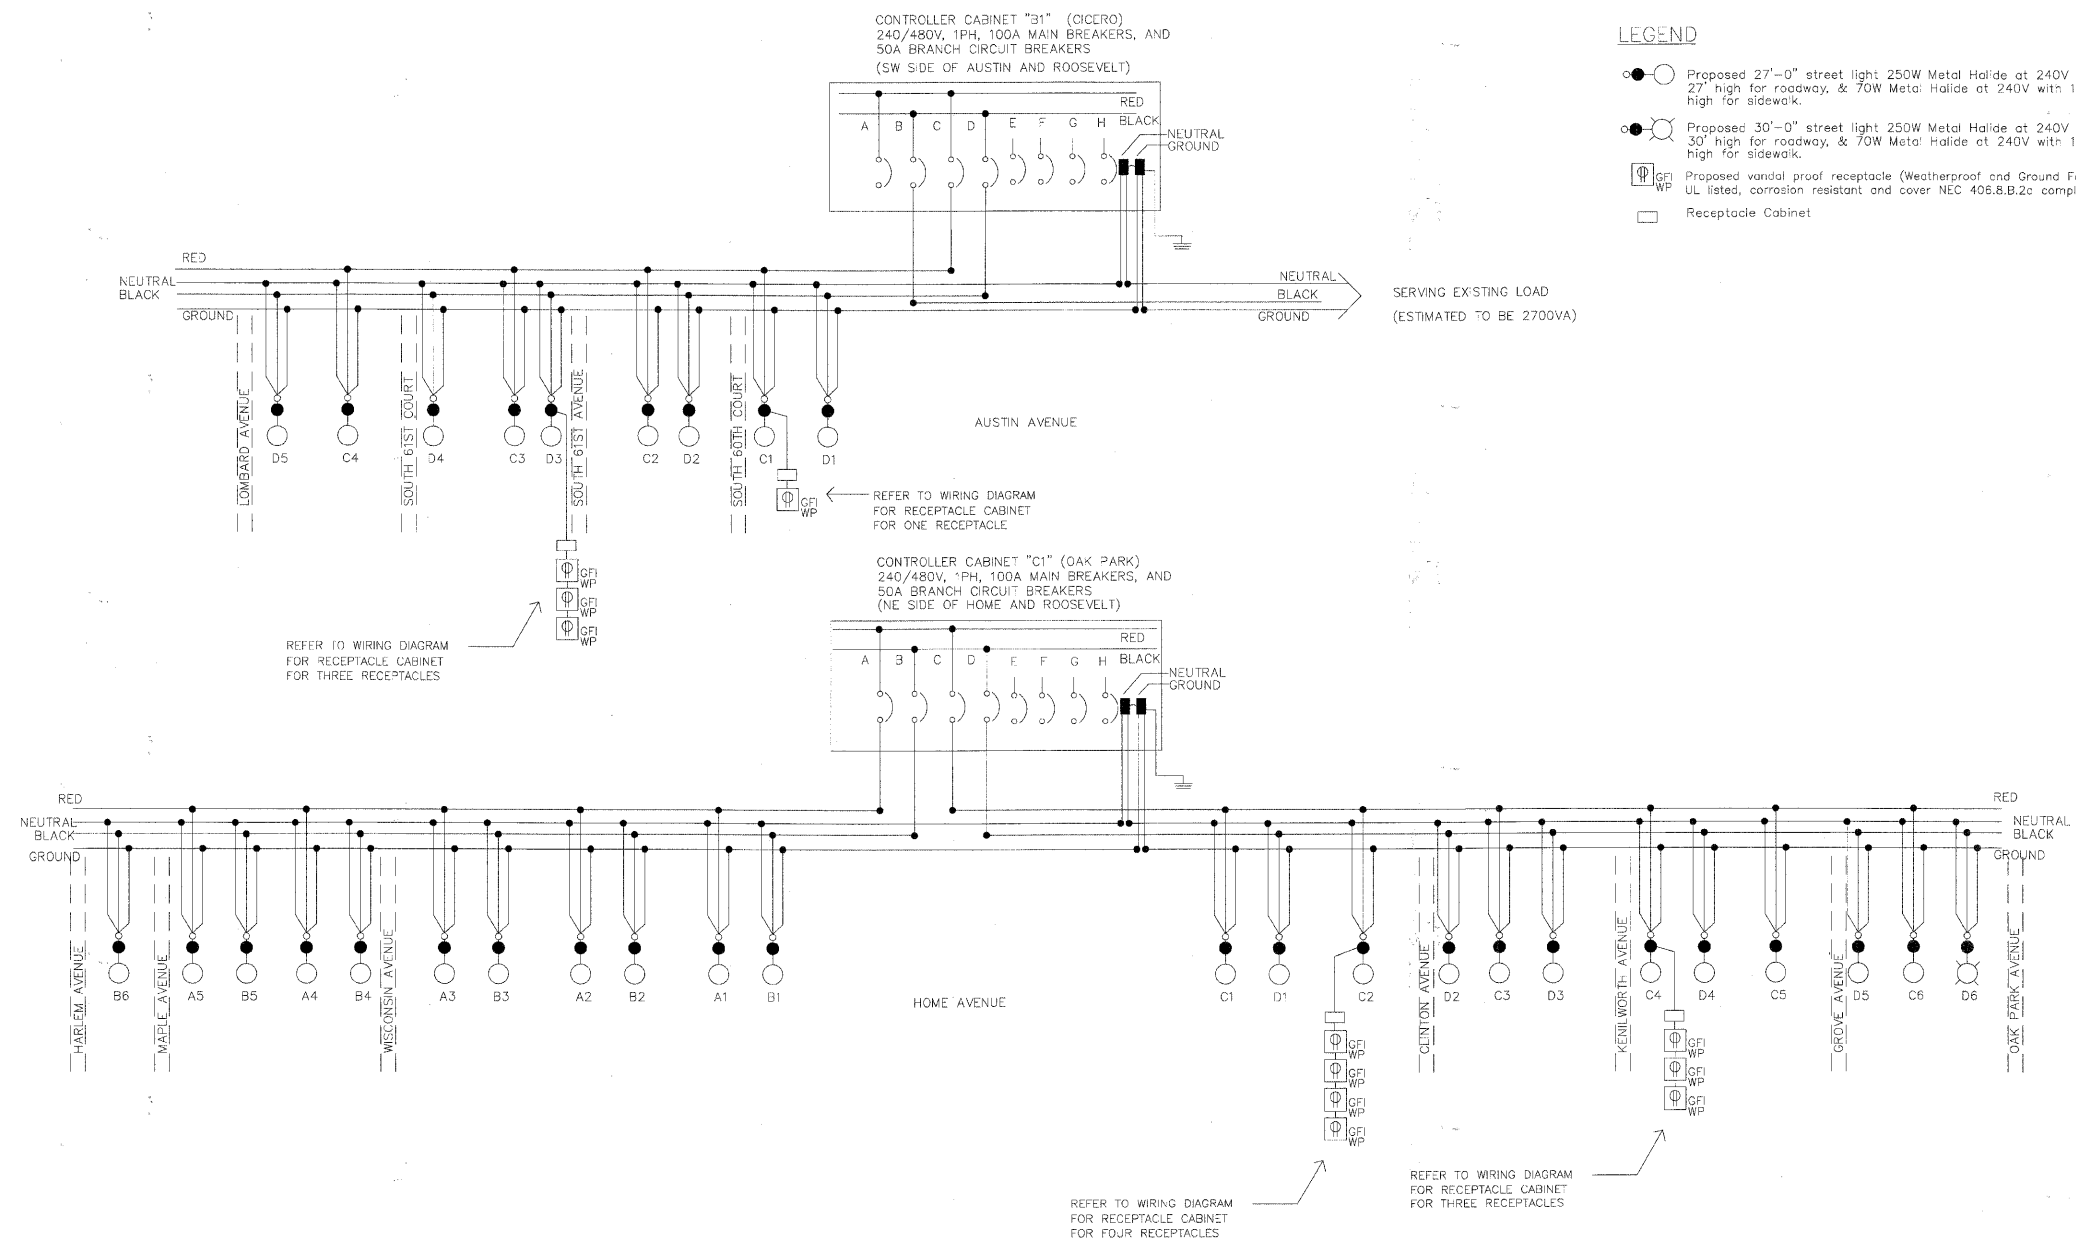 CONTROLLER CABINET "B1" (CICERO)
240/480V, 1PH, 100A MAIN BREAKERS, AND
50A BRANCH CIRCUIT BREAKERS
(SW SIDE OF AUSTIN AND ROOSEVELT)
RED
BLACK
A B C D E F G H
NEUTRAL
GROUND
LEGEND
Proposed 27'-0" street light 250W Metal Halide at 240V
27' high for roadway, & 70W Metal Halide at 240V with 1
high for sidewalk.
Proposed 30'-0" street light 250W Metal Halide at 240V
30' high for roadway, & 70W Metal Halide at 240V with 1
high for sidewalk.
GFI
WP
Proposed vandal proof receptacle (Weatherproof and Ground F
UL listed, corrosion resistant and cover NEC 406.8.B.2c compl
Receptacle Cabinet
RED
NEUTRAL
BLACK
GROUND
NEUTRAL
BLACK
GROUND
SERVING EXISTING LOAD
(ESTIMATED TO BE 2700VA)
LOMBARD AVENUE
SOUTH 61ST COURT
SOUTH 61ST AVENUE
SOUTH 60TH COURT
AUSTIN AVENUE
D5 C4 D4 C3 D3 C2 D2 C1 D1
GFI
WP
REFER TO WIRING DIAGRAM
FOR RECEPTACLE CABINET
FOR ONE RECEPTACLE
GFI
WP
GFI
WP
GFI
WP
REFER TO WIRING DIAGRAM
FOR RECEPTACLE CABINET
FOR THREE RECEPTACLES
CONTROLLER CABINET "C1" (OAK PARK)
240/480V, 1PH, 100A MAIN BREAKERS, AND
50A BRANCH CIRCUIT BREAKERS
(NE SIDE OF HOME AND ROOSEVELT)
RED
BLACK
A B C D E F G H
NEUTRAL
GROUND
RED
NEUTRAL
BLACK
GROUND
RED
NEUTRAL
BLACK
GROUND
HARLEM AVENUE
MAPLE AVENUE
WISCONSIN AVENUE
HOME AVENUE
CLINTON AVENUE
KENILWORTH AVENUE
GROVE AVENUE
OAK PARK AVENUE
B6 A5 B5 A4 B4 A3 B3 A2 B2 A1 B1 C1 D1 C2 D2 C3 D3 C4 D4 C5 D5 C6 D6
GFI
WP
GFI
WP
GFI
WP
GFI
WP
GFI
WP
GFI
WP
GFI
WP
REFER TO WIRING DIAGRAM
FOR RECEPTACLE CABINET
FOR FOUR RECEPTACLES
REFER TO WIRING DIAGRAM
FOR RECEPTACLE CABINET
FOR THREE RECEPTACLES